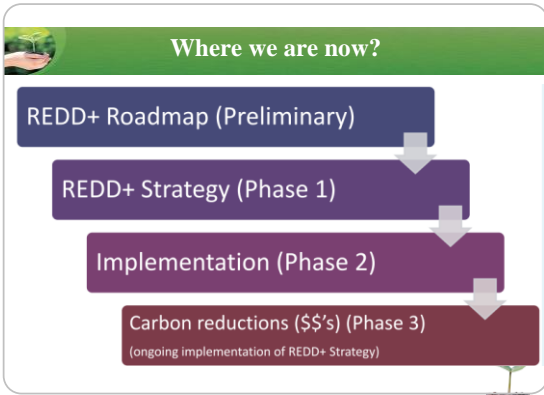 Where we are now?
REDD+ Roadmap (Preliminary)
REDD+ Strategy (Phase 1)
Implementation (Phase 2)
Carbon reductions ($$'s) (Phase 3)
(ongoing implementation of REDD+ Strategy)